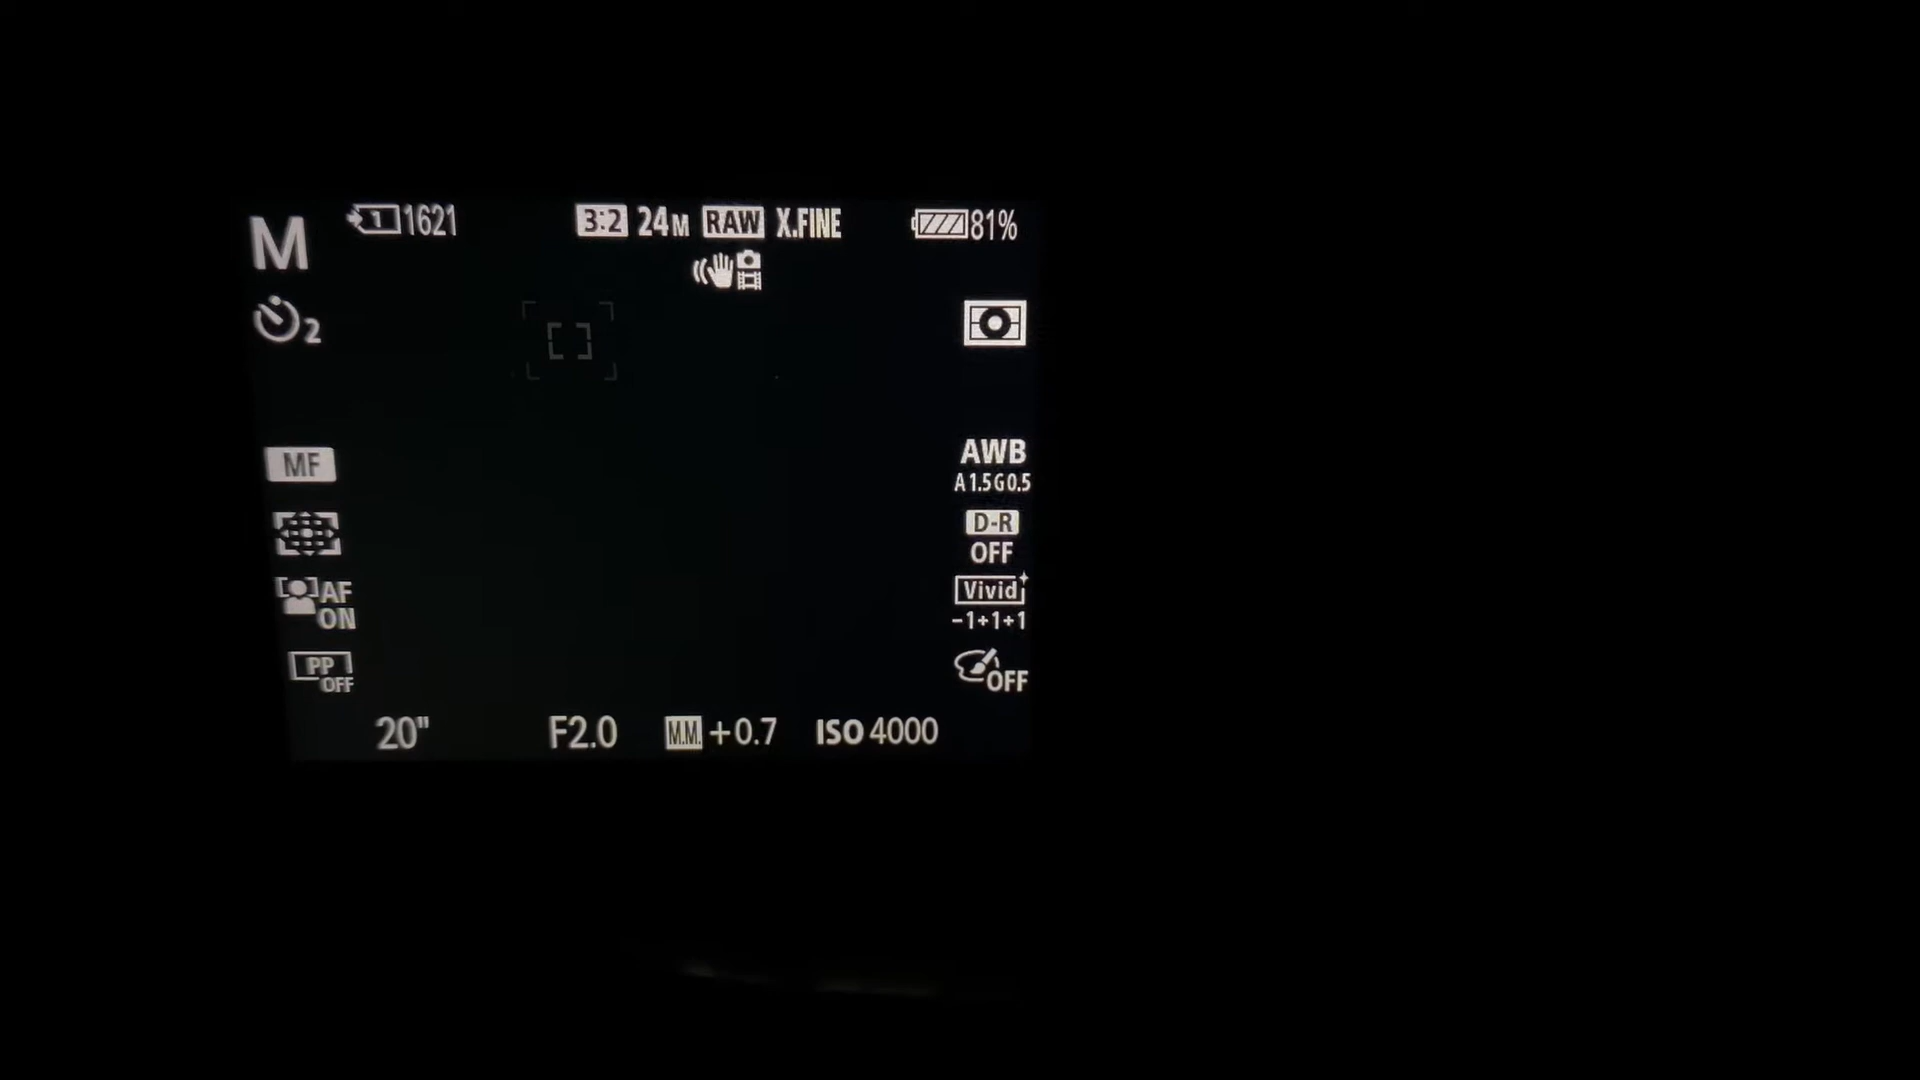 M 1 1621 3:2 24M RAW X.FINE 81%
2
MF
AWB
A1.5G0.5
D-R
OFF
AF
ON
Vivid
-1+1+1
PP
OFF
OFF
20" F2.0 M.M. +0.7 ISO 4000